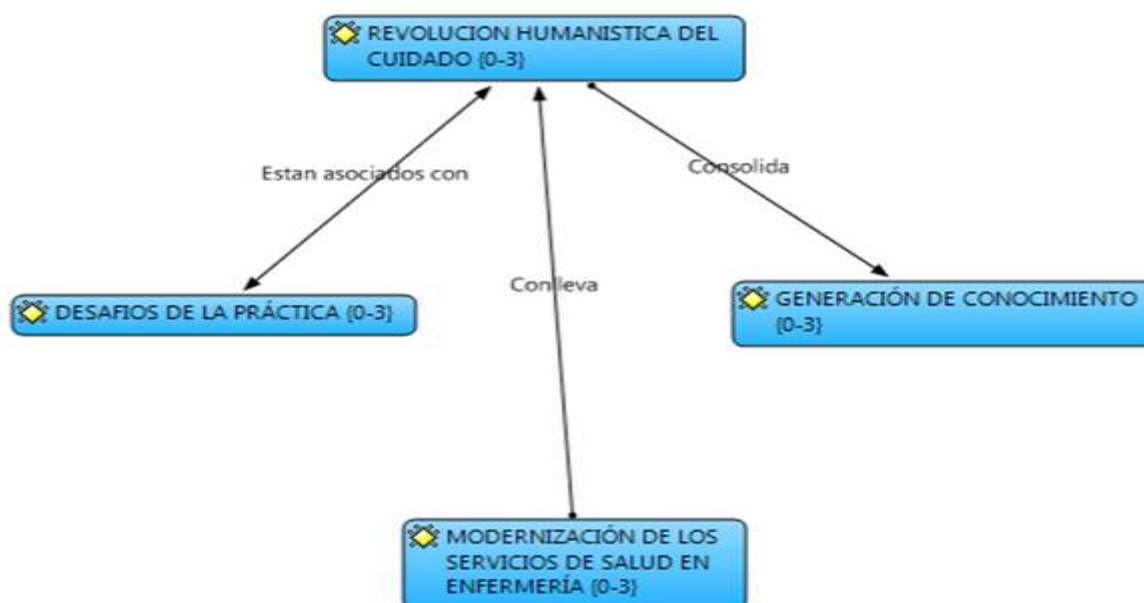 REVOLUCION HUMANISTICA DEL
CUIDADO {0-3}
Estan asociados con
Consolida
Conlleva
DESAFIOS DE LA PRÁCTICA {0-3}
GENERACIÓN DE CONOCIMIENTO
{0-3}
MODERNIZACIÓN DE LOS
SERVICIOS DE SALUD EN
ENFERMERÍA {0-3}